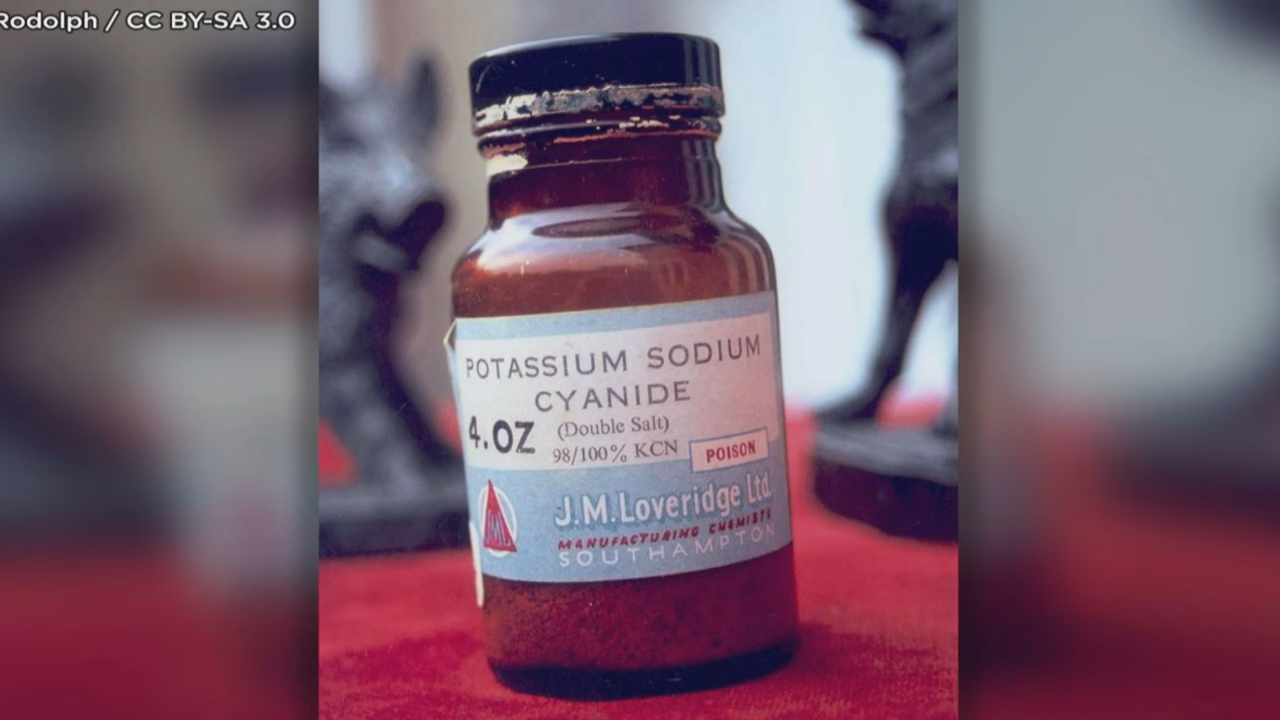 Rodolph / CC BY-SA 3.0
POTASSIUM SODIUM
CYANIDE
4.OZ
(Double Salt)
98/100% KCN
POISON
JML
J.M.Loveridge Ltd.
MANUFACTURING CHEMISTS
SOUTHAMPTON